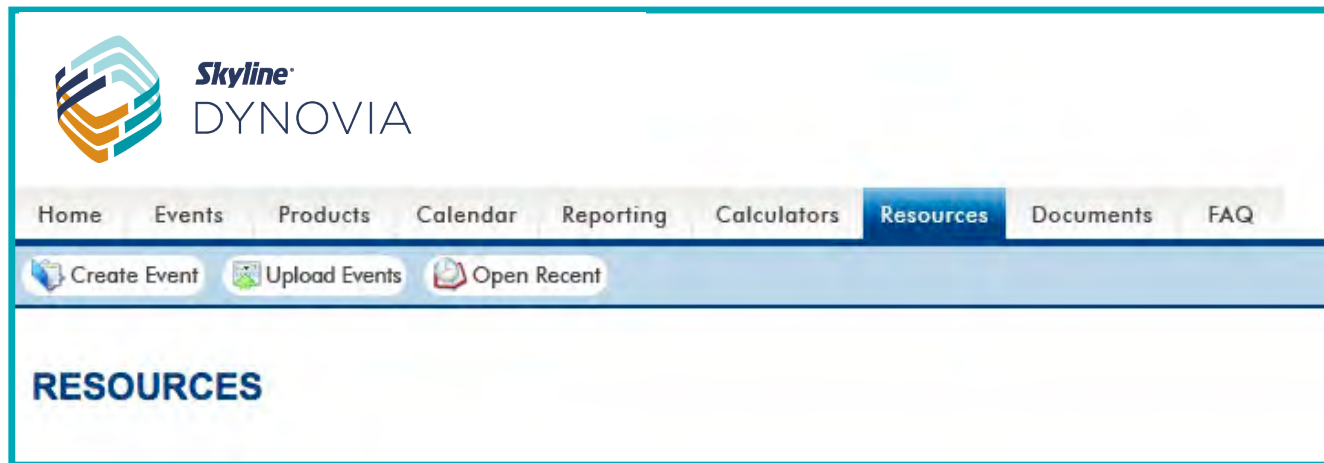 Skyline
DYNOVIA
Home Events Products Calendar Reporting Calculators Resources Documents FAQ
Create Event Upload Events Open Recent
RESOURCES